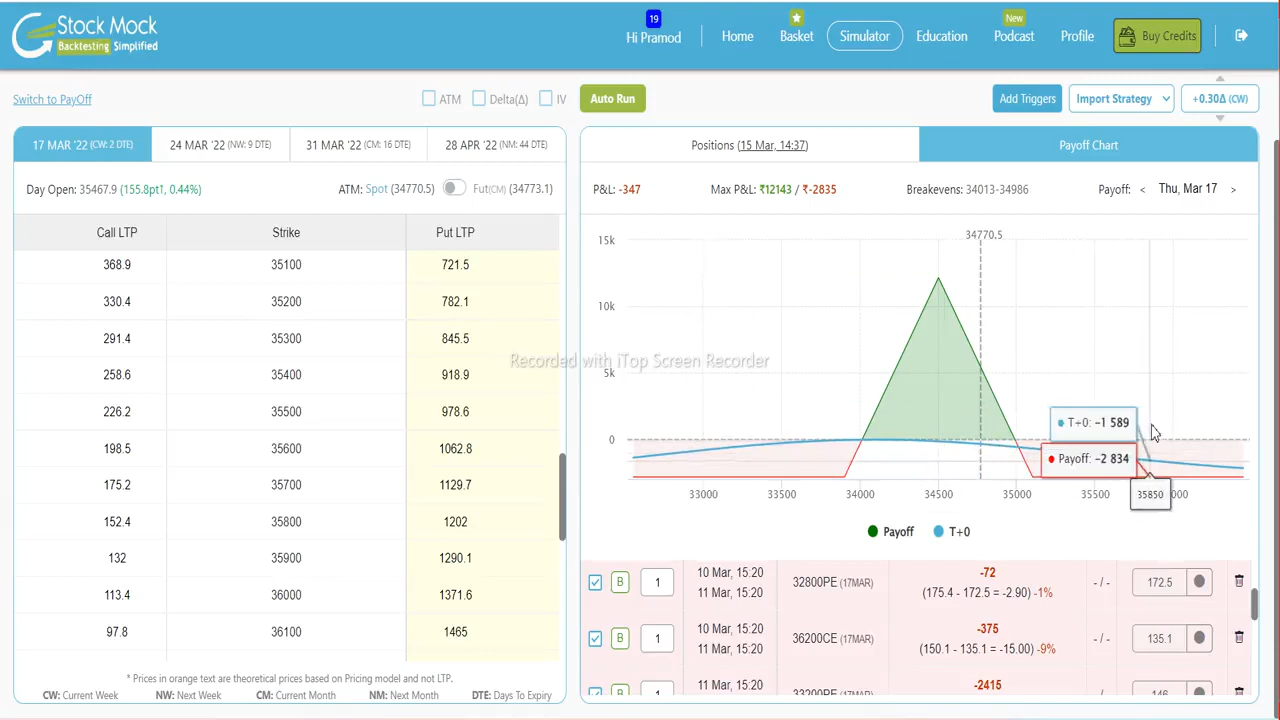 Stock Mock
Backtesting Simplified
19
Hi Pramod
Home
Basket
Simulator
Education
New
Podcast
Profile
Buy Credits
Switch to PayOff
ATM
Delta(Δ)
IV
Auto Run
Add Triggers
Import Strategy
+0.30Δ (CW)
17 MAR '22 (CW: 2 DTE)
24 MAR '22 (NW: 9 DTE)
31 MAR '22 (CM: 16 DTE)
28 APR '22 (NM: 44 DTE)
Day Open: 35467.9 (155.8pt↑, 0.44%)
ATM: Spot (34770.5)
Fut(CM) (34773.1)
Call LTP Strike Put LTP
368.9 35100 721.5
330.4 35200 782.1
291.4 35300 845.5
258.6 35400 918.9
226.2 35500 978.6
198.5 35600 1062.8
175.2 35700 1129.7
152.4 35800 1202
132 35900 1290.1
113.4 36000 1371.6
97.8 36100 1465
* Prices in orange text are theoretical prices based on Pricing model and not LTP.
CW: Current Week NW: Next Week CM: Current Month NM: Next Month DTE: Days To Expiry
Positions (15 Mar, 14:37)
Payoff Chart
P&L: -347
Max P&L: ₹12143 / ₹-2835
Breakevens: 34013-34986
Payoff: < Thu, Mar 17 >
34770.5
15k
10k
5k
0
Recorded with iTop Screen Recorder
T+0: -1 589
Payoff: -2 834
33000 33500 34000 34500 35000 35500 35850 000
Payoff T+0
B 1 10 Mar, 15:20 32800PE (17MAR) -72 - / - 172.5
11 Mar, 15:20 (175.4 - 172.5 = -2.90) -1%
B 1 10 Mar, 15:20 36200CE (17MAR) -375 - / - 135.1
11 Mar, 15:20 (150.1 - 135.1 = -15.00) -9%
B 1 11 Mar, 15:20 33200PE (17MAR) -2415 - / - 146